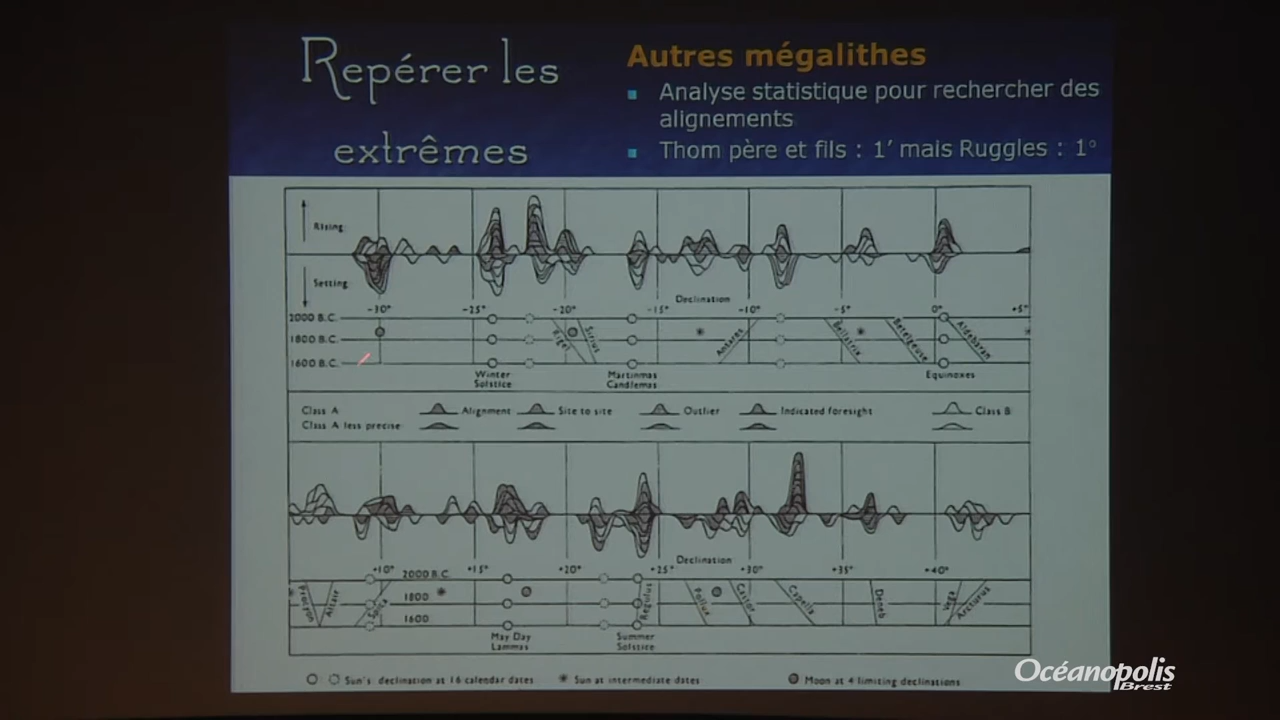 Repérer les
extrêmes
Autres mégalithes
Analyse statistique pour rechercher des
alignements
Thom père et fils : 1′ mais Ruggles : 1°
Rising
Setting
Declination
-30° -25° -20° -15° -10° -5° 0° +5°
2000 B.C.
1800 B.C.
1600 B.C.
Rigel Sirius Antares Bellatrix Betelgeuse Aldebaran
Winter
Solstice
Martinmas
Candlemas
Equinoxes
Class A Alignment Site to site Outlier Indicated foresight Class B
Class A less precise
Declination
+10° +15° +20° +25° +30° +35° +40°
2000 B.C.
1800
1600
Procyon Altair Spica Regulus Pollux Castor Capella Deneb Vega Arcturus
May Day
Lammas
Summer
Solstice
Sun's declination at 16 calendar dates Sun at intermediate dates Moon at 4 limiting declinations
Océanopolis
Brest